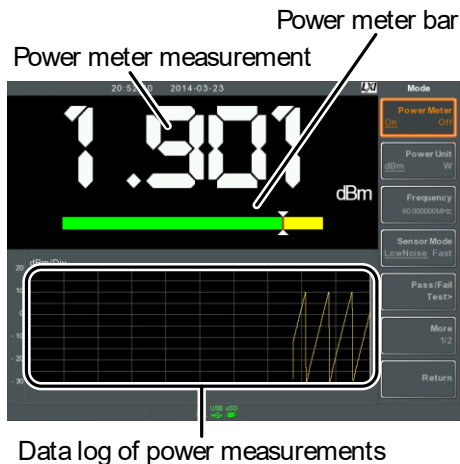 Power meter bar
Power meter measurement
2014-03-23
LXI
Mode
1.901
dBm
Power Meter
On Off
Power Unit
dBm W
Frequency
60.000000MHz
Sensor Mode
LowNoise Fast
Pass/Fail
Test>
More
1/2
Return
dBm/Div
20
10
0
-10
-20
-30
USB µSD
Data log of power measurements